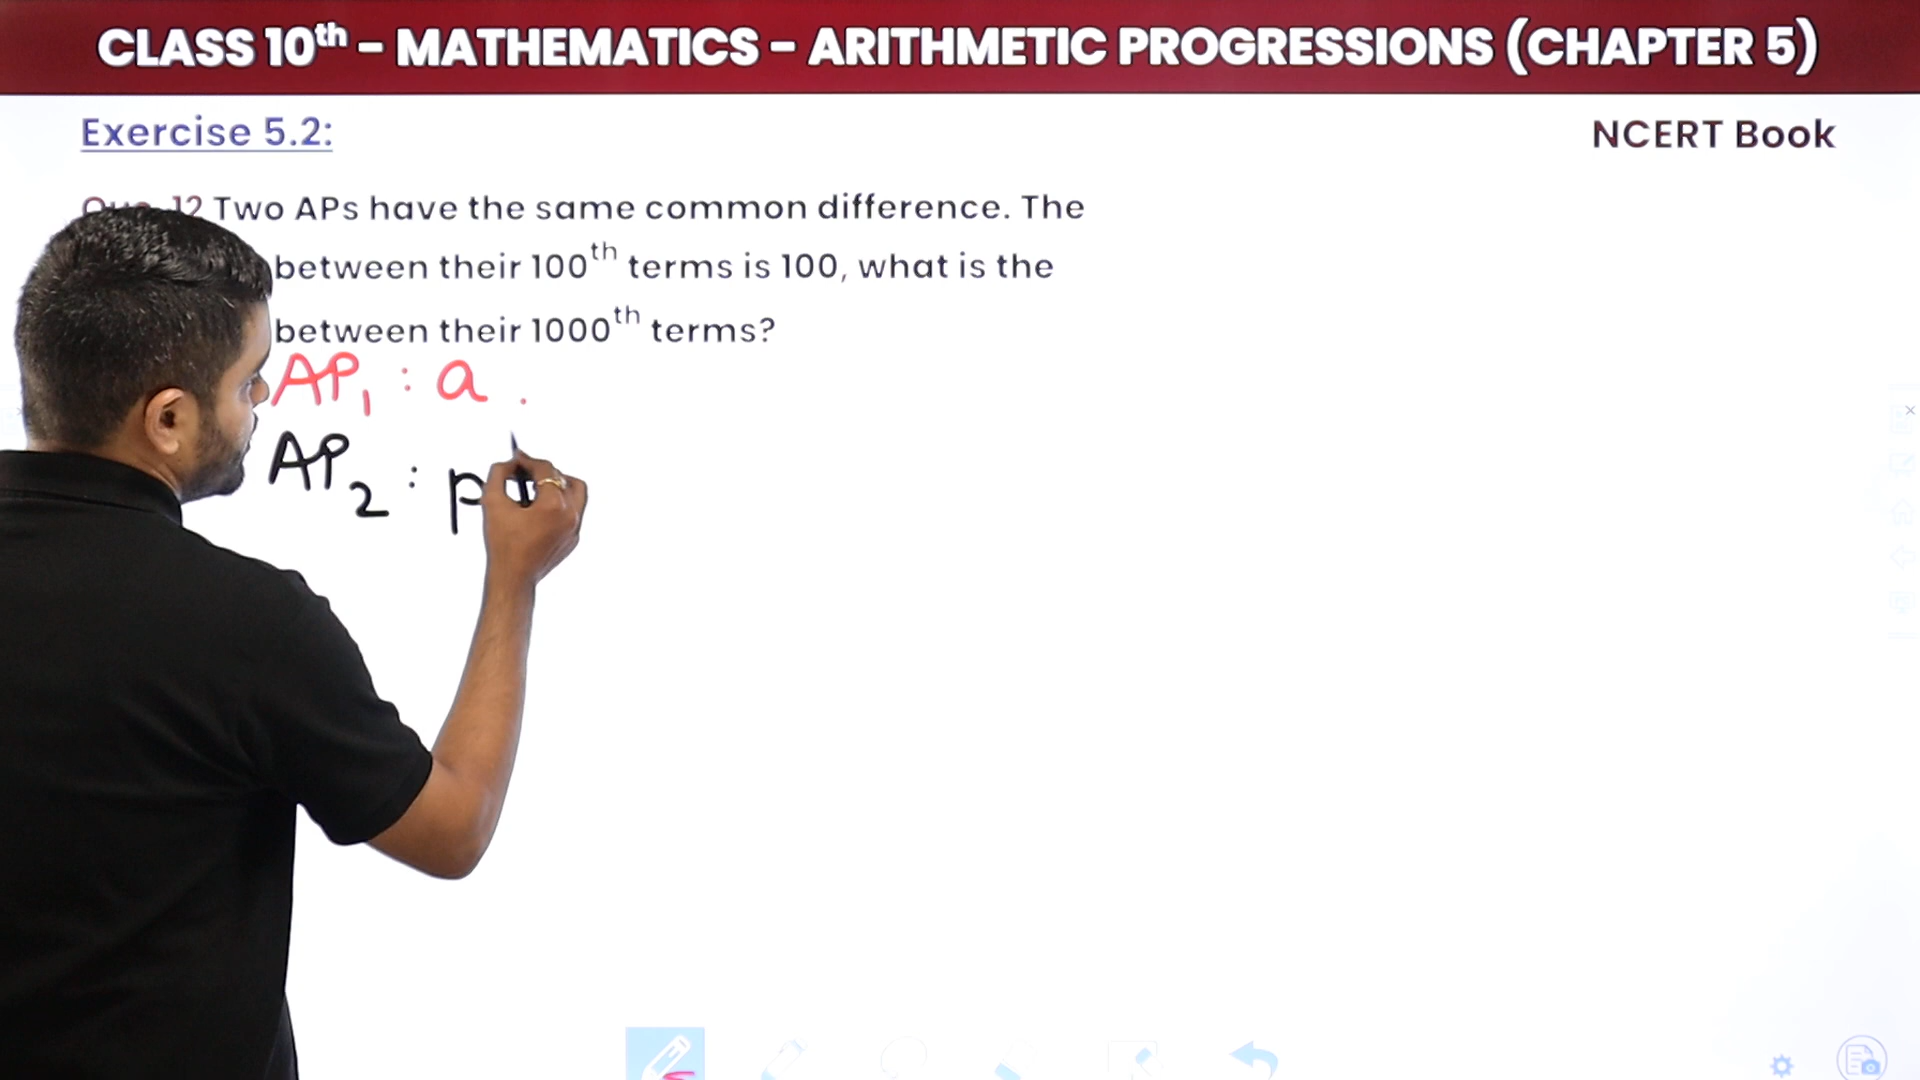 CLASS 10th – MATHEMATICS – ARITHMETIC PROGRESSIONS (CHAPTER 5)
Exercise 5.2:
NCERT Book
12 Two APs have the same common difference. The
between their 100th terms is 100, what is the
between their 1000th terms?
AP1 : a .
AP2 : p